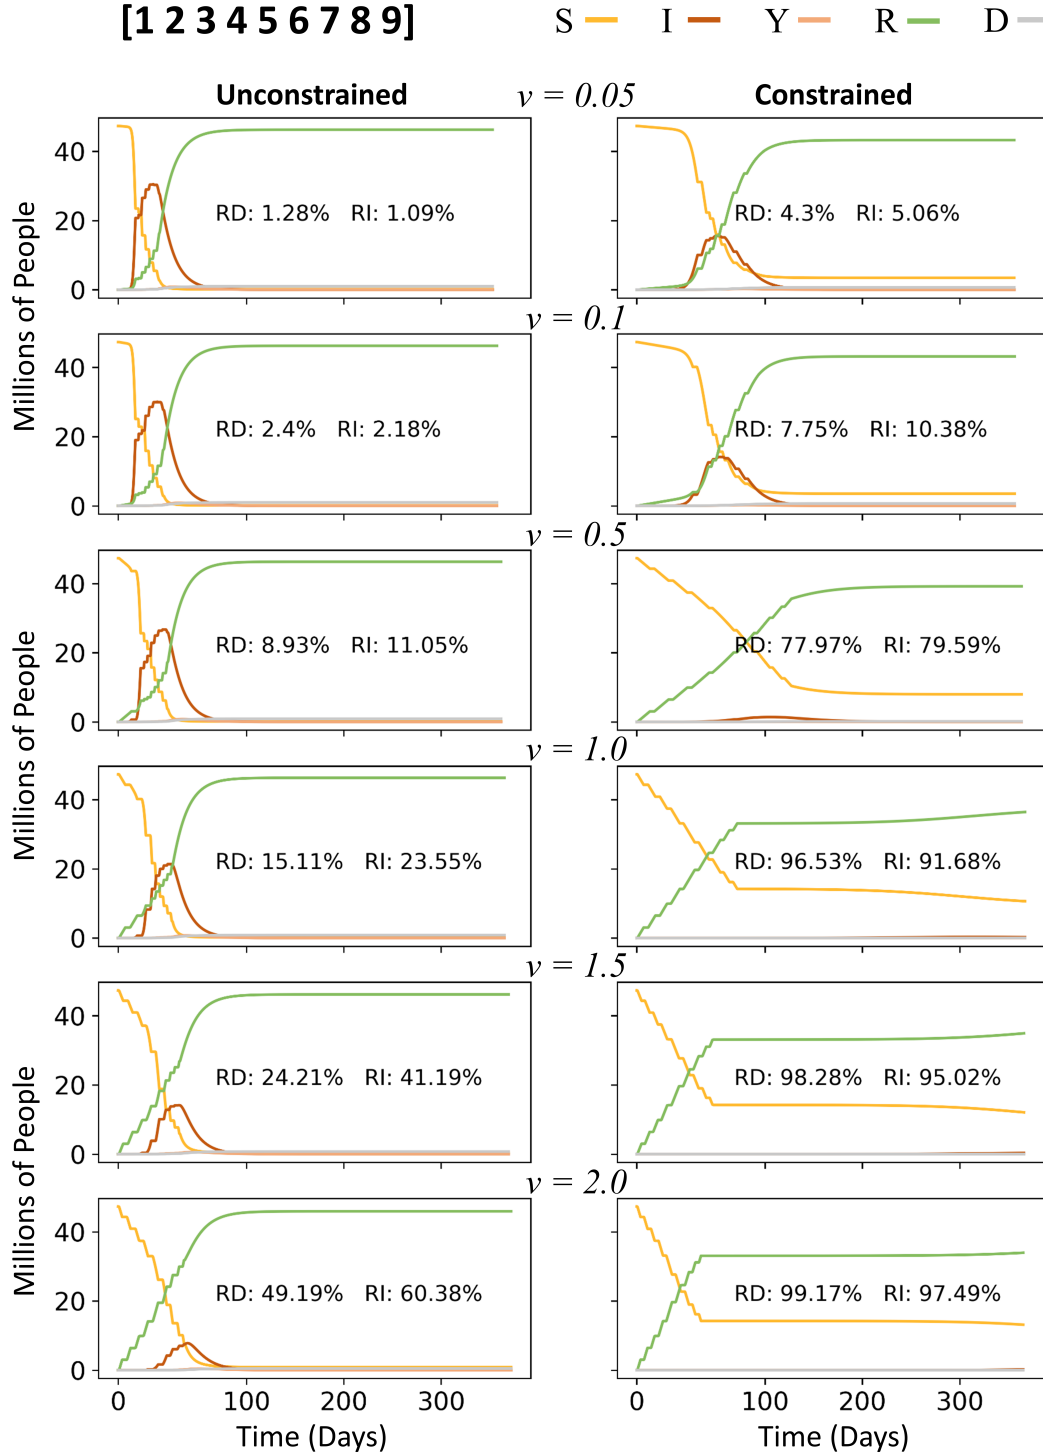 [1 2 3 4 5 6 7 8 9] S I Y R D
Unconstrained v = 0.05 Constrained
40
20
0
RD: 1.28% RI: 1.09%
RD: 4.3% RI: 5.06%
v = 0.1
Millions of People
40
20
0
RD: 2.4% RI: 2.18%
RD: 7.75% RI: 10.38%
v = 0.5
40
20
0
RD: 8.93% RI: 11.05%
RD: 77.97% RI: 79.59%
v = 1.0
Millions of People
40
20
0
RD: 15.11% RI: 23.55%
RD: 96.53% RI: 91.68%
v = 1.5
40
20
0
RD: 24.21% RI: 41.19%
RD: 98.28% RI: 95.02%
v = 2.0
Millions of People
40
20
0
RD: 49.19% RI: 60.38%
RD: 99.17% RI: 97.49%
0 100 200 300 0 100 200 300
Time (Days) Time (Days)